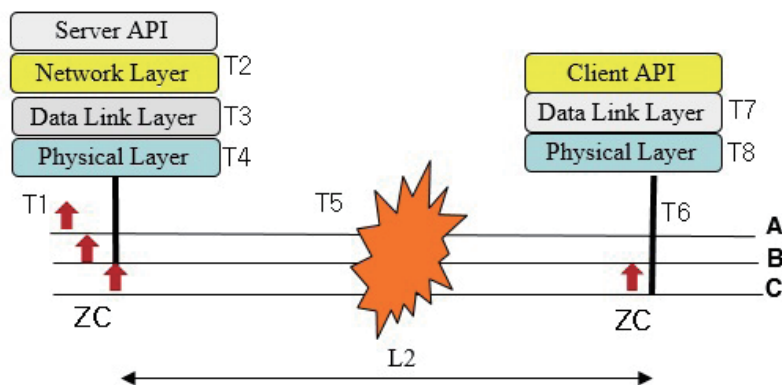 Server API
Network Layer T2
Client API
Data Link Layer T3
Data Link Layer T7
Physical Layer T4
Physical Layer T8
T1 T5 T6
A
B
C
ZC ZC
L2